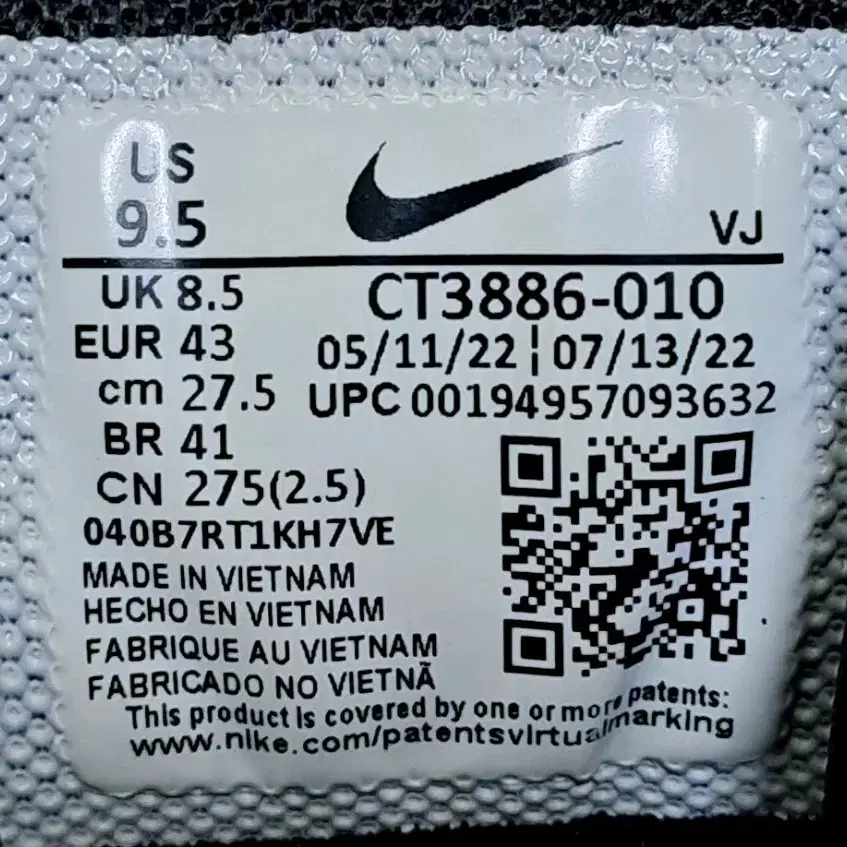 US
9.5
VJ
UK 8.5
CT3886-010
EUR 43
05/11/22 ¦ 07/13/22
cm 27.5
UPC 00194957093632
BR 41
CN 275(2.5)
040B7RT1KH7VE
MADE IN VIETNAM
HECHO EN VIETNAM
FABRIQUE AU VIETNAM
FABRICADO NO VIETNÃ
This product is covered by one or more patents:
www.nike.com/patentsvirtualmarking